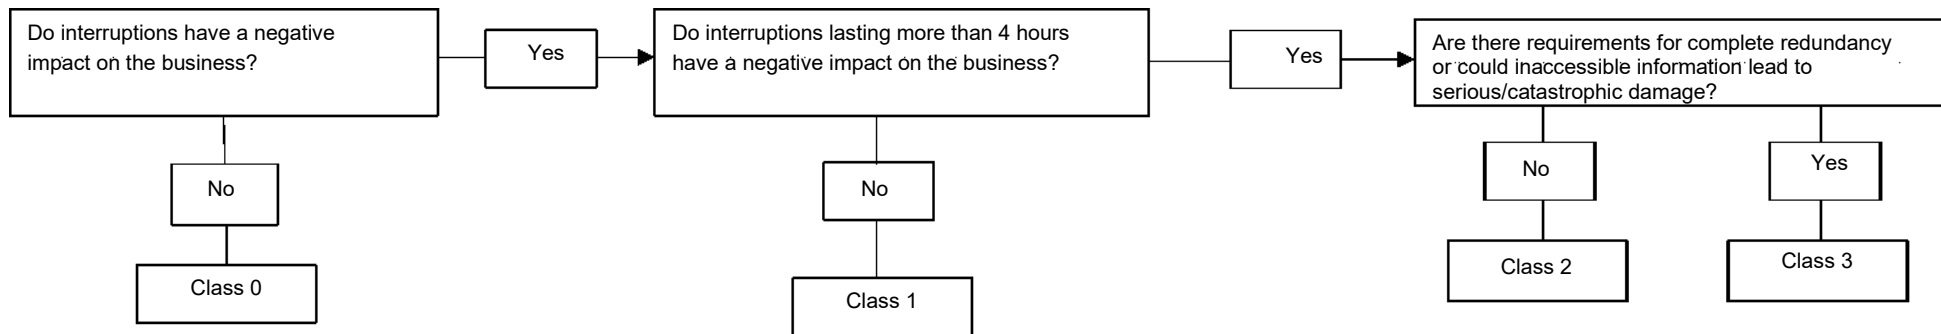 Do interruptions have a negative
impact on the business?
Yes
Do interruptions lasting more than 4 hours
have a negative impact on the business?
Yes
Are there requirements for complete redundancy
or could inaccessible information lead to
serious/catastrophic damage?
No
No
No
Yes
Class 0
Class 1
Class 2
Class 3